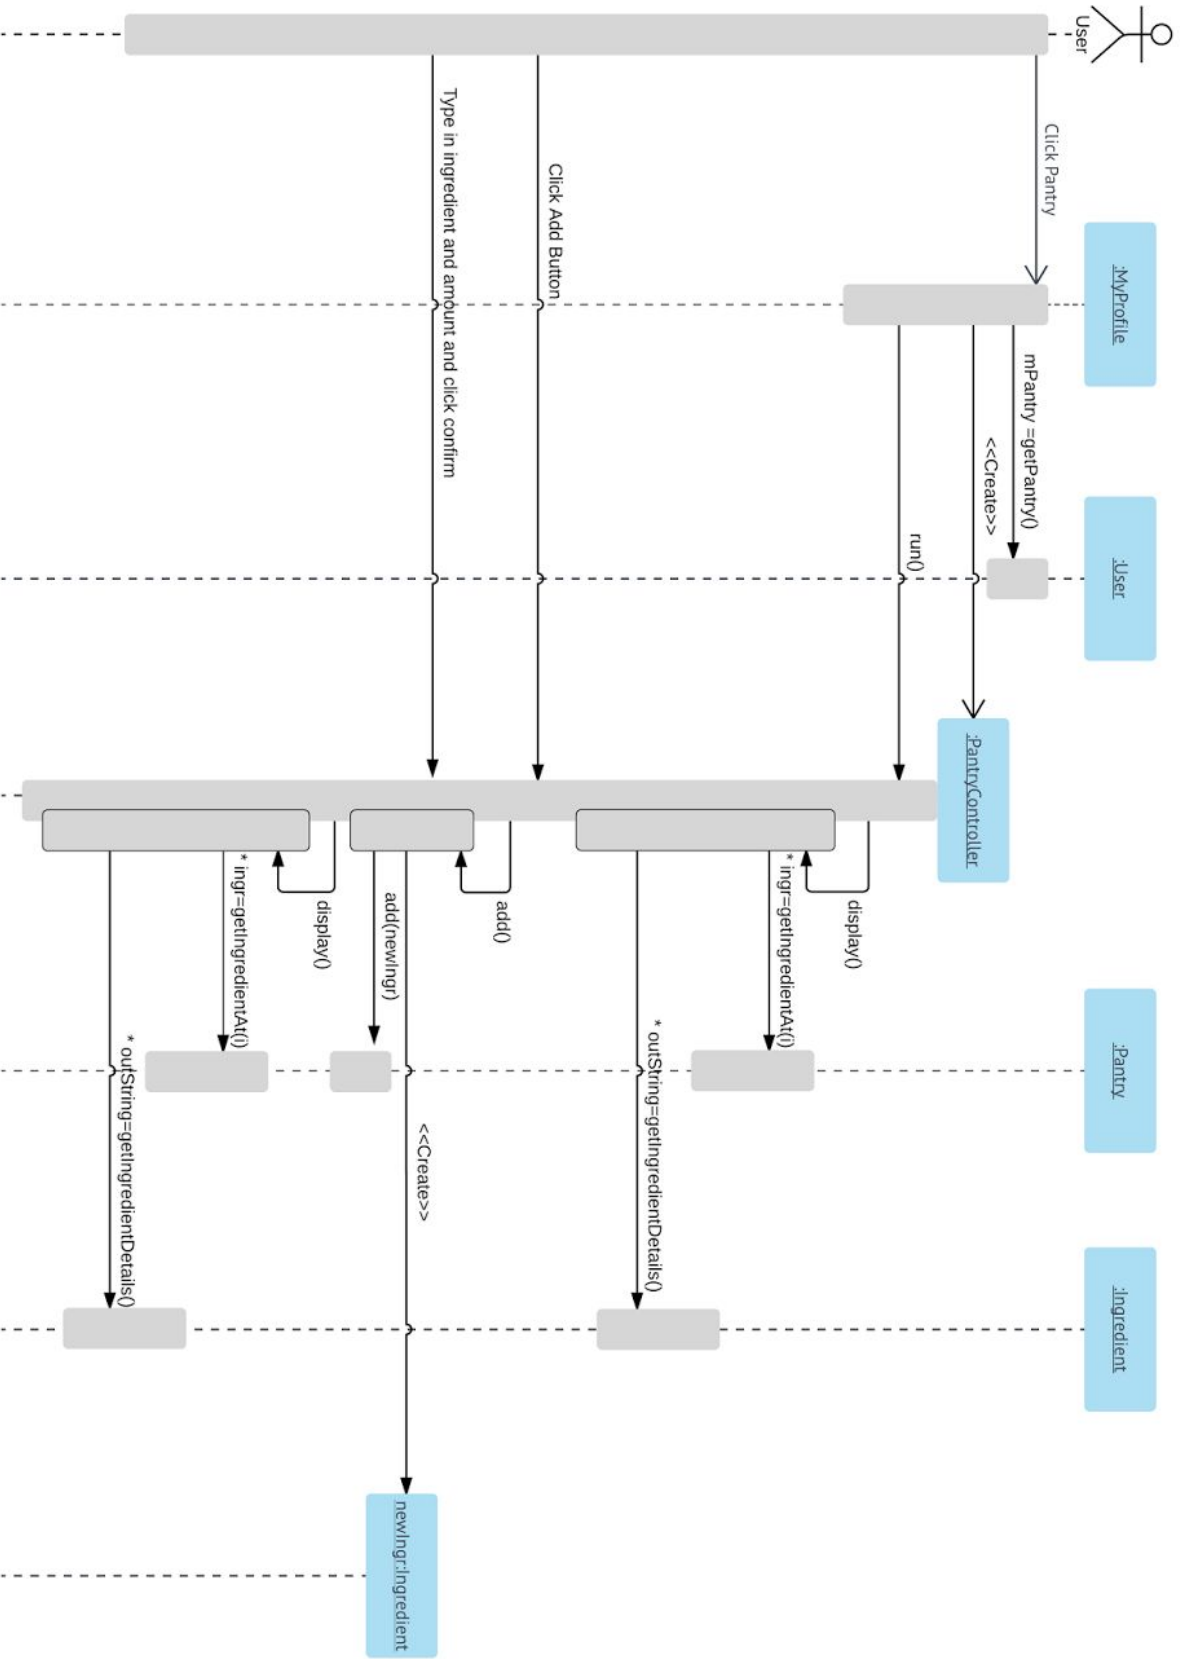 User
:MyProfile
:User
:PantryController
:Pantry
:Ingredient
Click Pantry
mPantry =getPantry()
<<Create>>
run()
display()
* ingr=getIngredientAt(i)
* outString=getIngredientDetails()
Click Add Button
add()
Type in ingredient and amount and click confirm
<<Create>>
newIngr:Ingredient
add(newIngr)
display()
* ingr=getIngredientAt(i)
* outString=getIngredientDetails()